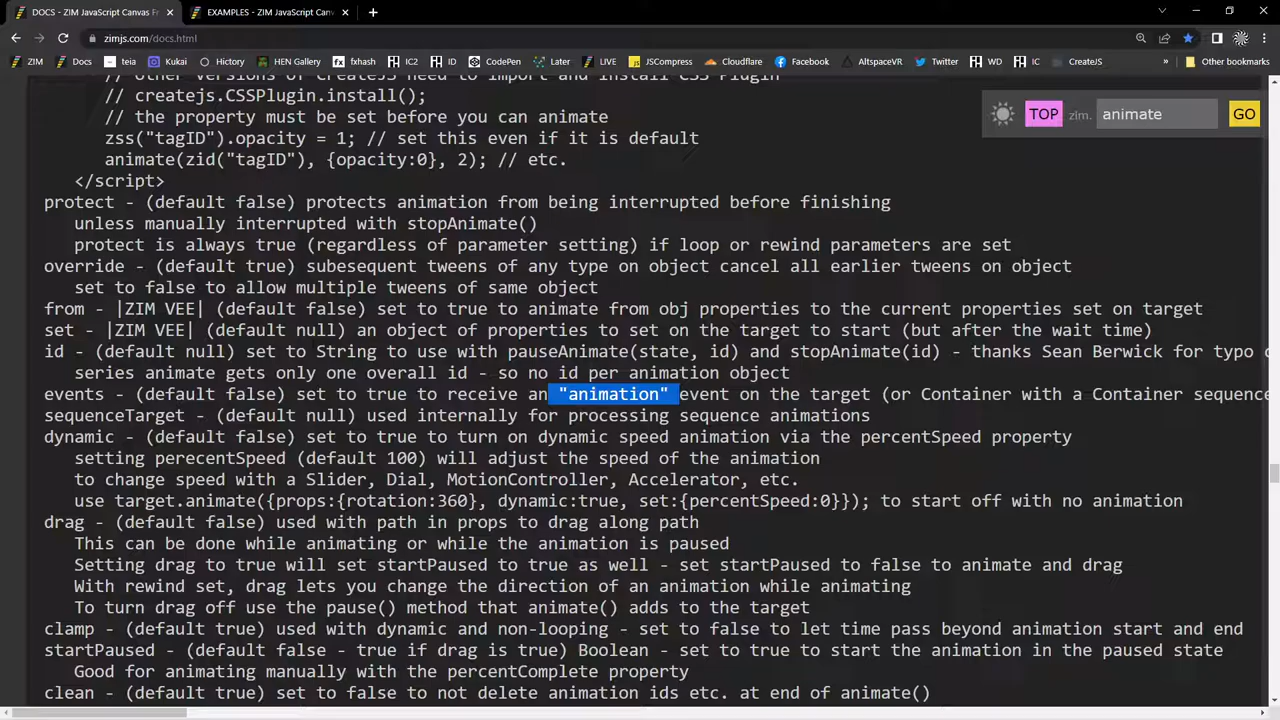 DOCS - ZIM JavaScript Canvas Fr
EXAMPLES - ZIM JavaScript Canv
zimjs.com/docs.html
ZIM
Docs
teia
Kukai
Hictory
HEN Gallery
fxhash
IC2
ID
CodePen
Later
LIVE
JSCompress
Cloudflare
Facebook
AltspaceVR
Twitter
WD
IC
CreateJS
»
Other bookmarks
// other versions of CreateJS need to import and install CSS Plugin
// createjs.CSSPlugin.install();
TOP zim. animate GO
// the property must be set before you can animate
zss("tagID").opacity = 1; // set this even if it is default
animate(zid("tagID"), {opacity:0}, 2); // etc.
</script>
protect - (default false) protects animation from being interrupted before finishing
unless manually interrupted with stopAnimate()
protect is always true (regardless of parameter setting) if loop or rewind parameters are set
override - (default true) subesequent tweens of any type on object cancel all earlier tweens on object
set to false to allow multiple tweens of same object
from - |ZIM VEE| (default false) set to true to animate from obj properties to the current properties set on target
set - |ZIM VEE| (default null) an object of properties to set on the target to start (but after the wait time)
id - (default null) set to String to use with pauseAnimate(state, id) and stopAnimate(id) - thanks Sean Berwick for typo
series animate gets only one overall id - so no id per animation object
events - (default false) set to true to receive an "animation" event on the target (or Container with a Container sequence
sequenceTarget - (default null) used internally for processing sequence animations
dynamic - (default false) set to true to turn on dynamic speed animation via the percentSpeed property
setting perecentSpeed (default 100) will adjust the speed of the animation
to change speed with a Slider, Dial, MotionController, Accelerator, etc.
use target.animate({props:{rotation:360}, dynamic:true, set:{percentSpeed:0}}); to start off with no animation
drag - (default false) used with path in props to drag along path
This can be done while animating or while the animation is paused
Setting drag to true will set startPaused to true as well - set startPaused to false to animate and drag
With rewind set, drag lets you change the direction of an animation while animating
To turn drag off use the pause() method that animate() adds to the target
clamp - (default true) used with dynamic and non-looping - set to false to let time pass beyond animation start and end
startPaused - (default false - true if drag is true) Boolean - set to true to start the animation in the paused state
Good for animating manually with the percentComplete property
clean - (default true) set to false to not delete animation ids etc. at end of animate()